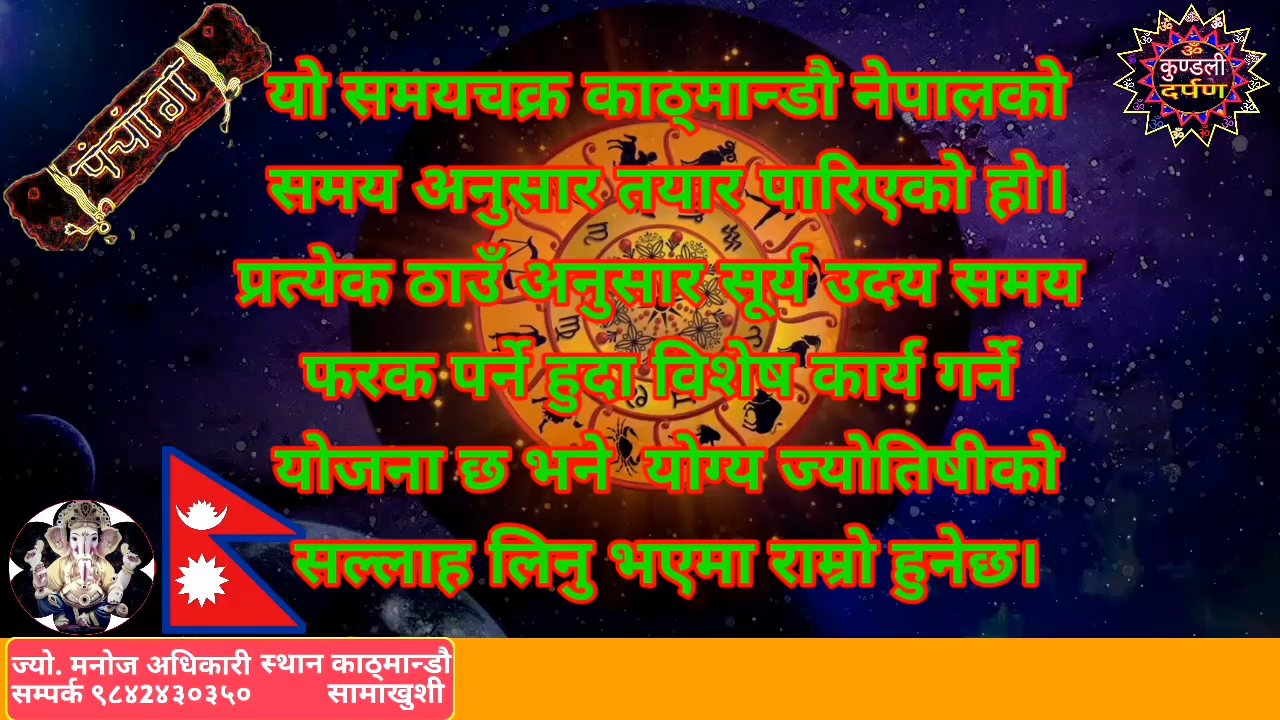 पंचांग
ॐ
कुण्डली
दर्पण
यो समयचक्र काठ्मान्डौ नेपालको
समय अनुसार तयार पारिएको हो।
प्रत्येक ठाउँ अनुसार सूर्य उदय समय
फरक पर्ने हुदा विशेष कार्य गर्ने
योजना छ भने योग्य ज्योतिषीको
सल्लाह लिनु भएमा राम्रो हुनेछ।
ज्यो. मनोज अधिकारी स्थान काठ्मान्डौ
सम्पर्क ९८४2४३०३५० सामाखुशी